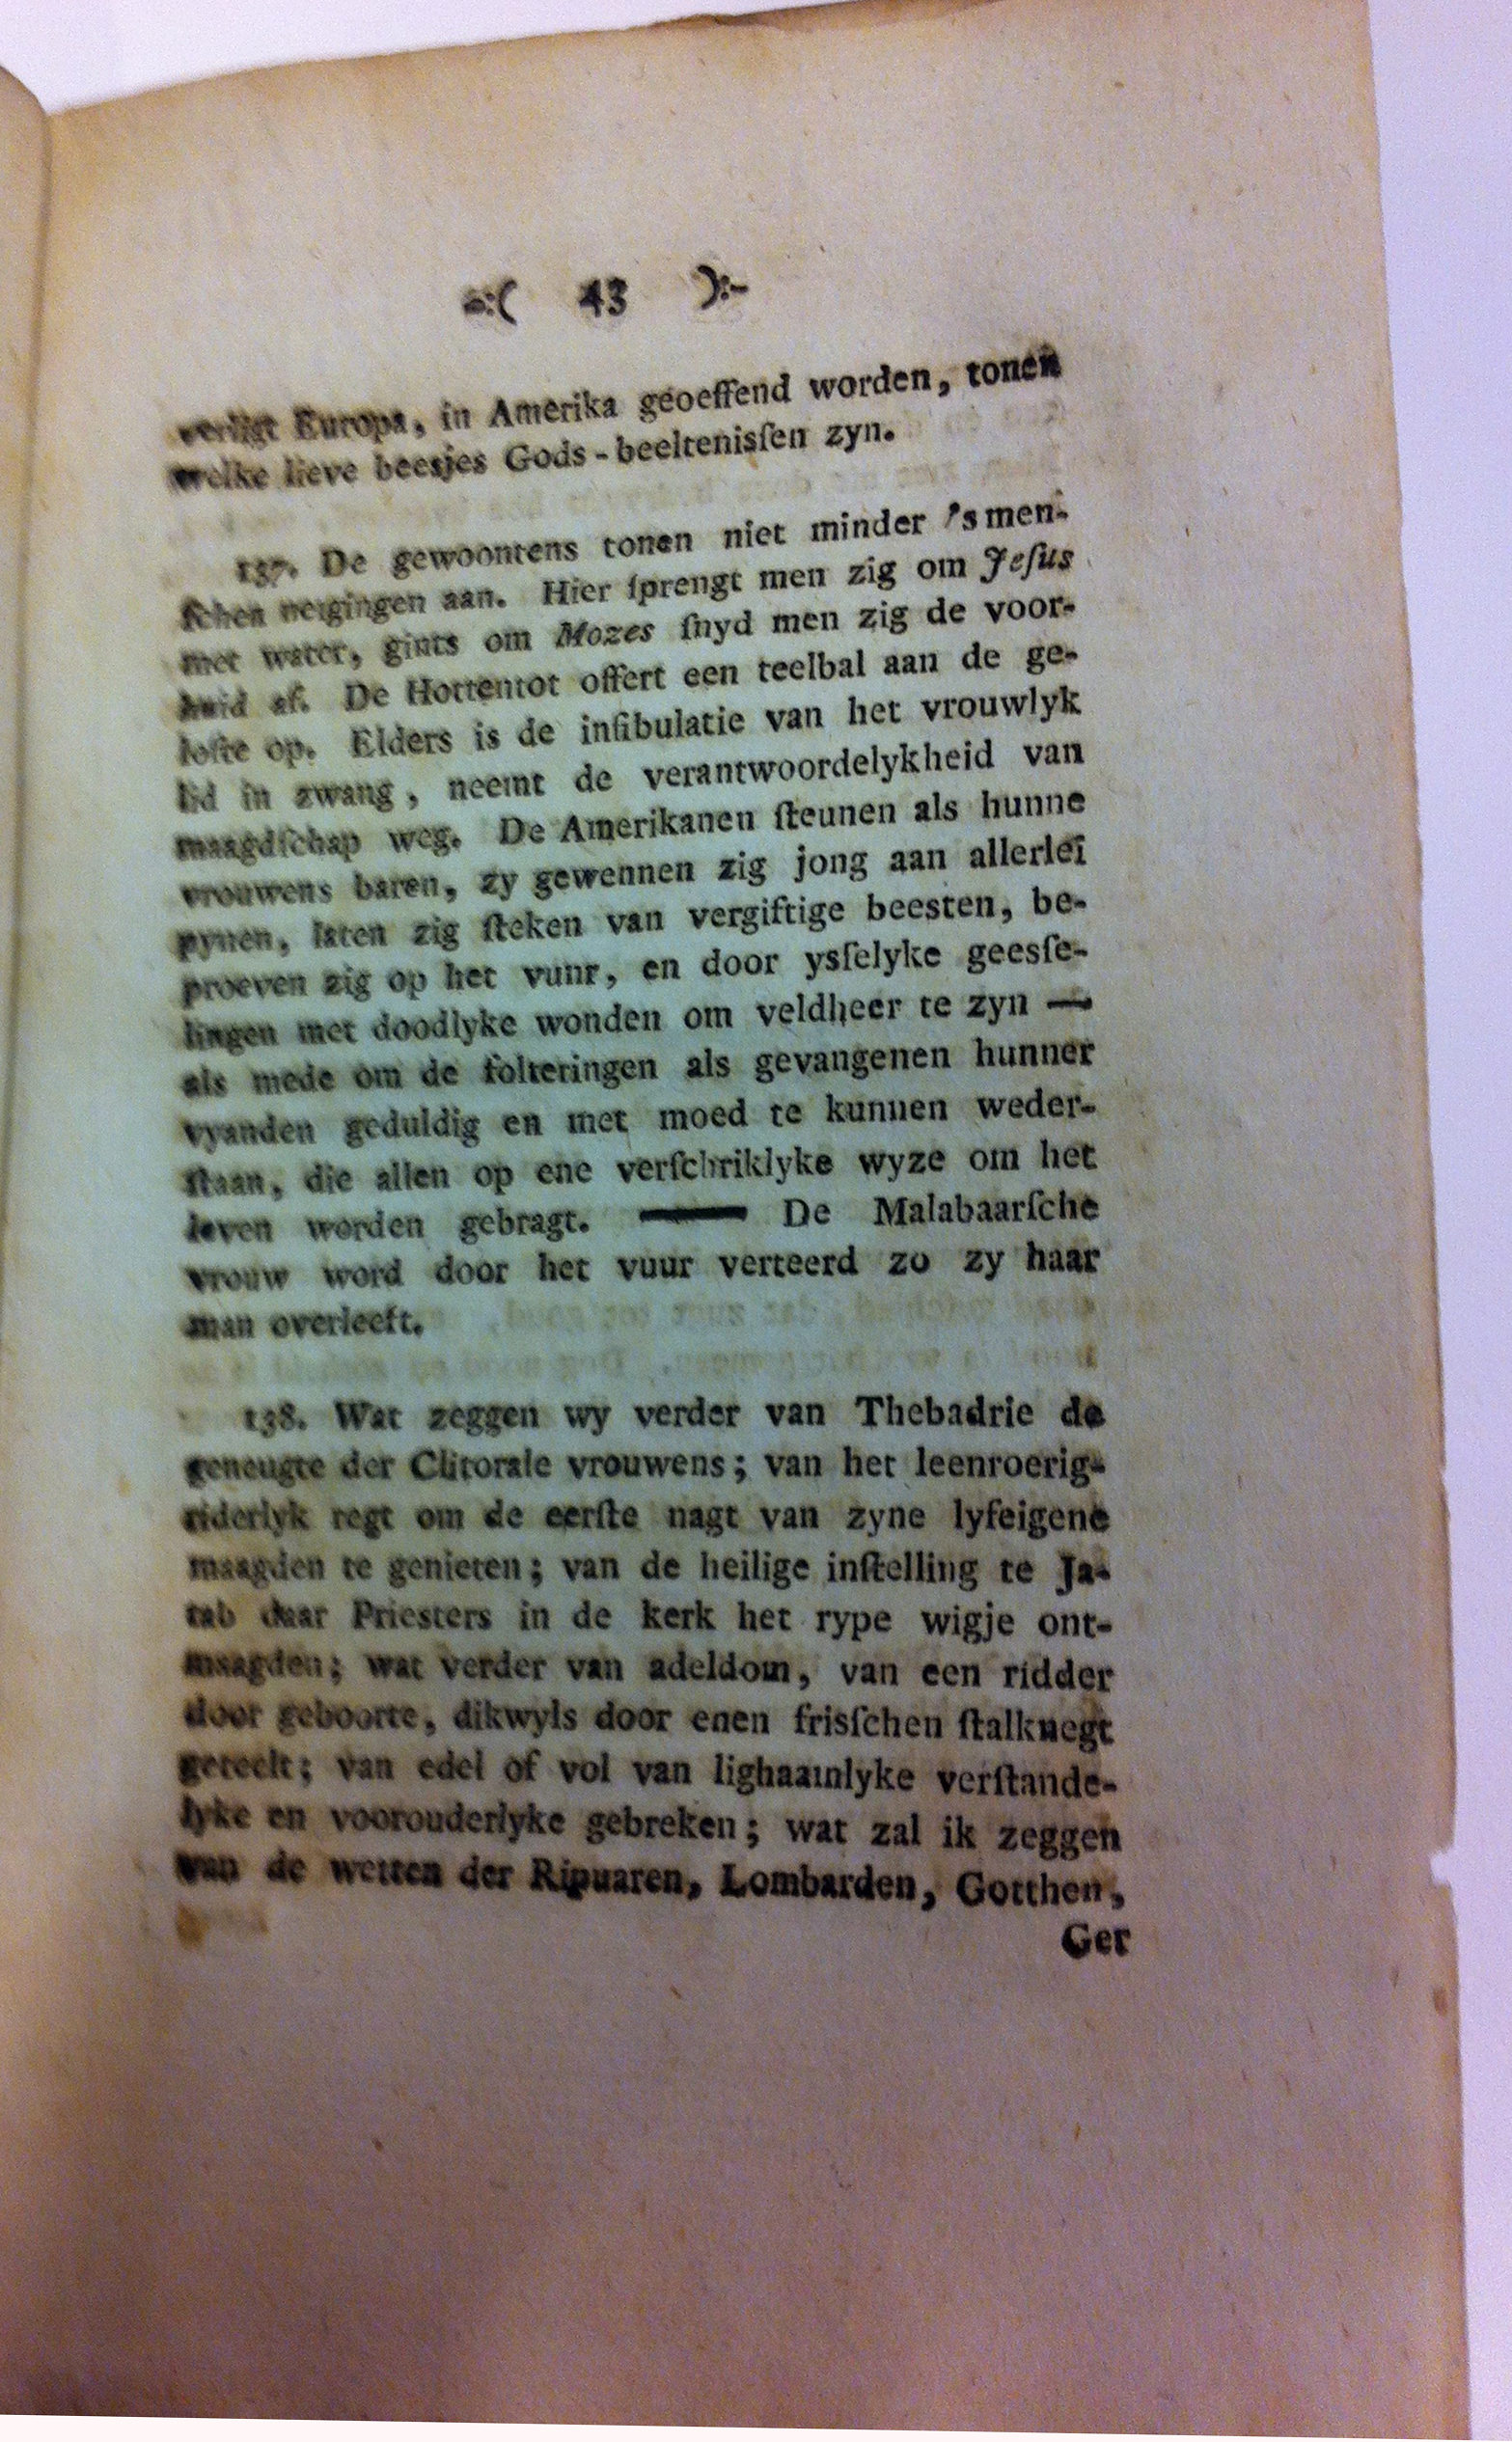 -:( 43 ):-
verligt Europa, in Amerika geoeffend worden, tonen
welke lieve beesjes Gods-beeltenisſen zyn.
137. De gewoontens tonen niet minder 's men-
ſchen neigingen aan. Hier ſprengt men zig om Jeſus
met water, gints om Mozes ſnyd men zig de voor-
huid af. De Hottentot offert een teelbal aan de ge-
lofte op. Elders is de infibulatie van het vrouwlyk
lid in zwang, neemt de verantwoordelykheid van
maagdſchap weg. De Amerikanen ſteunen als hunne
vrouwens baren, zy gewennen zig jong aan allerlei
pynen, laten zig ſteken van vergiftige beesten, be-
proeven zig op het vuur, en door ysſelyke geesſe-
lingen met doodlyke wonden om veldheer te zyn —
als mede om de folteringen als gevangenen hunner
vyanden geduldig en met moed te kunnen weder-
ſtaan, die allen op ene verſchriklyke wyze om het
leven worden gebragt. —— De Malabaarſche
vrouw word door het vuur verteerd zo zy haar
man overleeft.
138. Wat zeggen wy verder van Thebadrie de
geneugte der Clitorale vrouwens; van het leenroerig-
riderlyk regt om de eerſte nagt van zyne lyfeigene
maagden te genieten; van de heilige inſtelling te Ja-
tab daar Priesters in de kerk het rype wigje ont-
maagden; wat verder van adeldom, van een ridder
door geboorte, dikwyls door enen frisſchen ſtalknegt
geteelt; van edel of vol van lighaamlyke verſtande-
lyke en voorouderlyke gebreken; wat zal ik zeggen
van de wetten der Ripuaren, Lombarden, Gotthen,
Ger